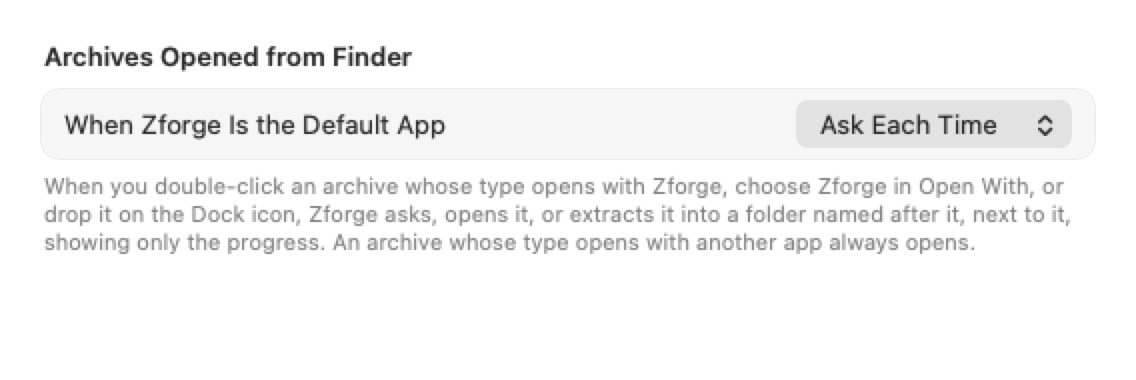 Archives Opened from Finder
When Zforge Is the Default App
Ask Each Time
When you double-click an archive whose type opens with Zforge, choose Zforge in Open With, or
drop it on the Dock icon, Zforge asks, opens it, or extracts it into a folder named after it, next to it,
showing only the progress. An archive whose type opens with another app always opens.